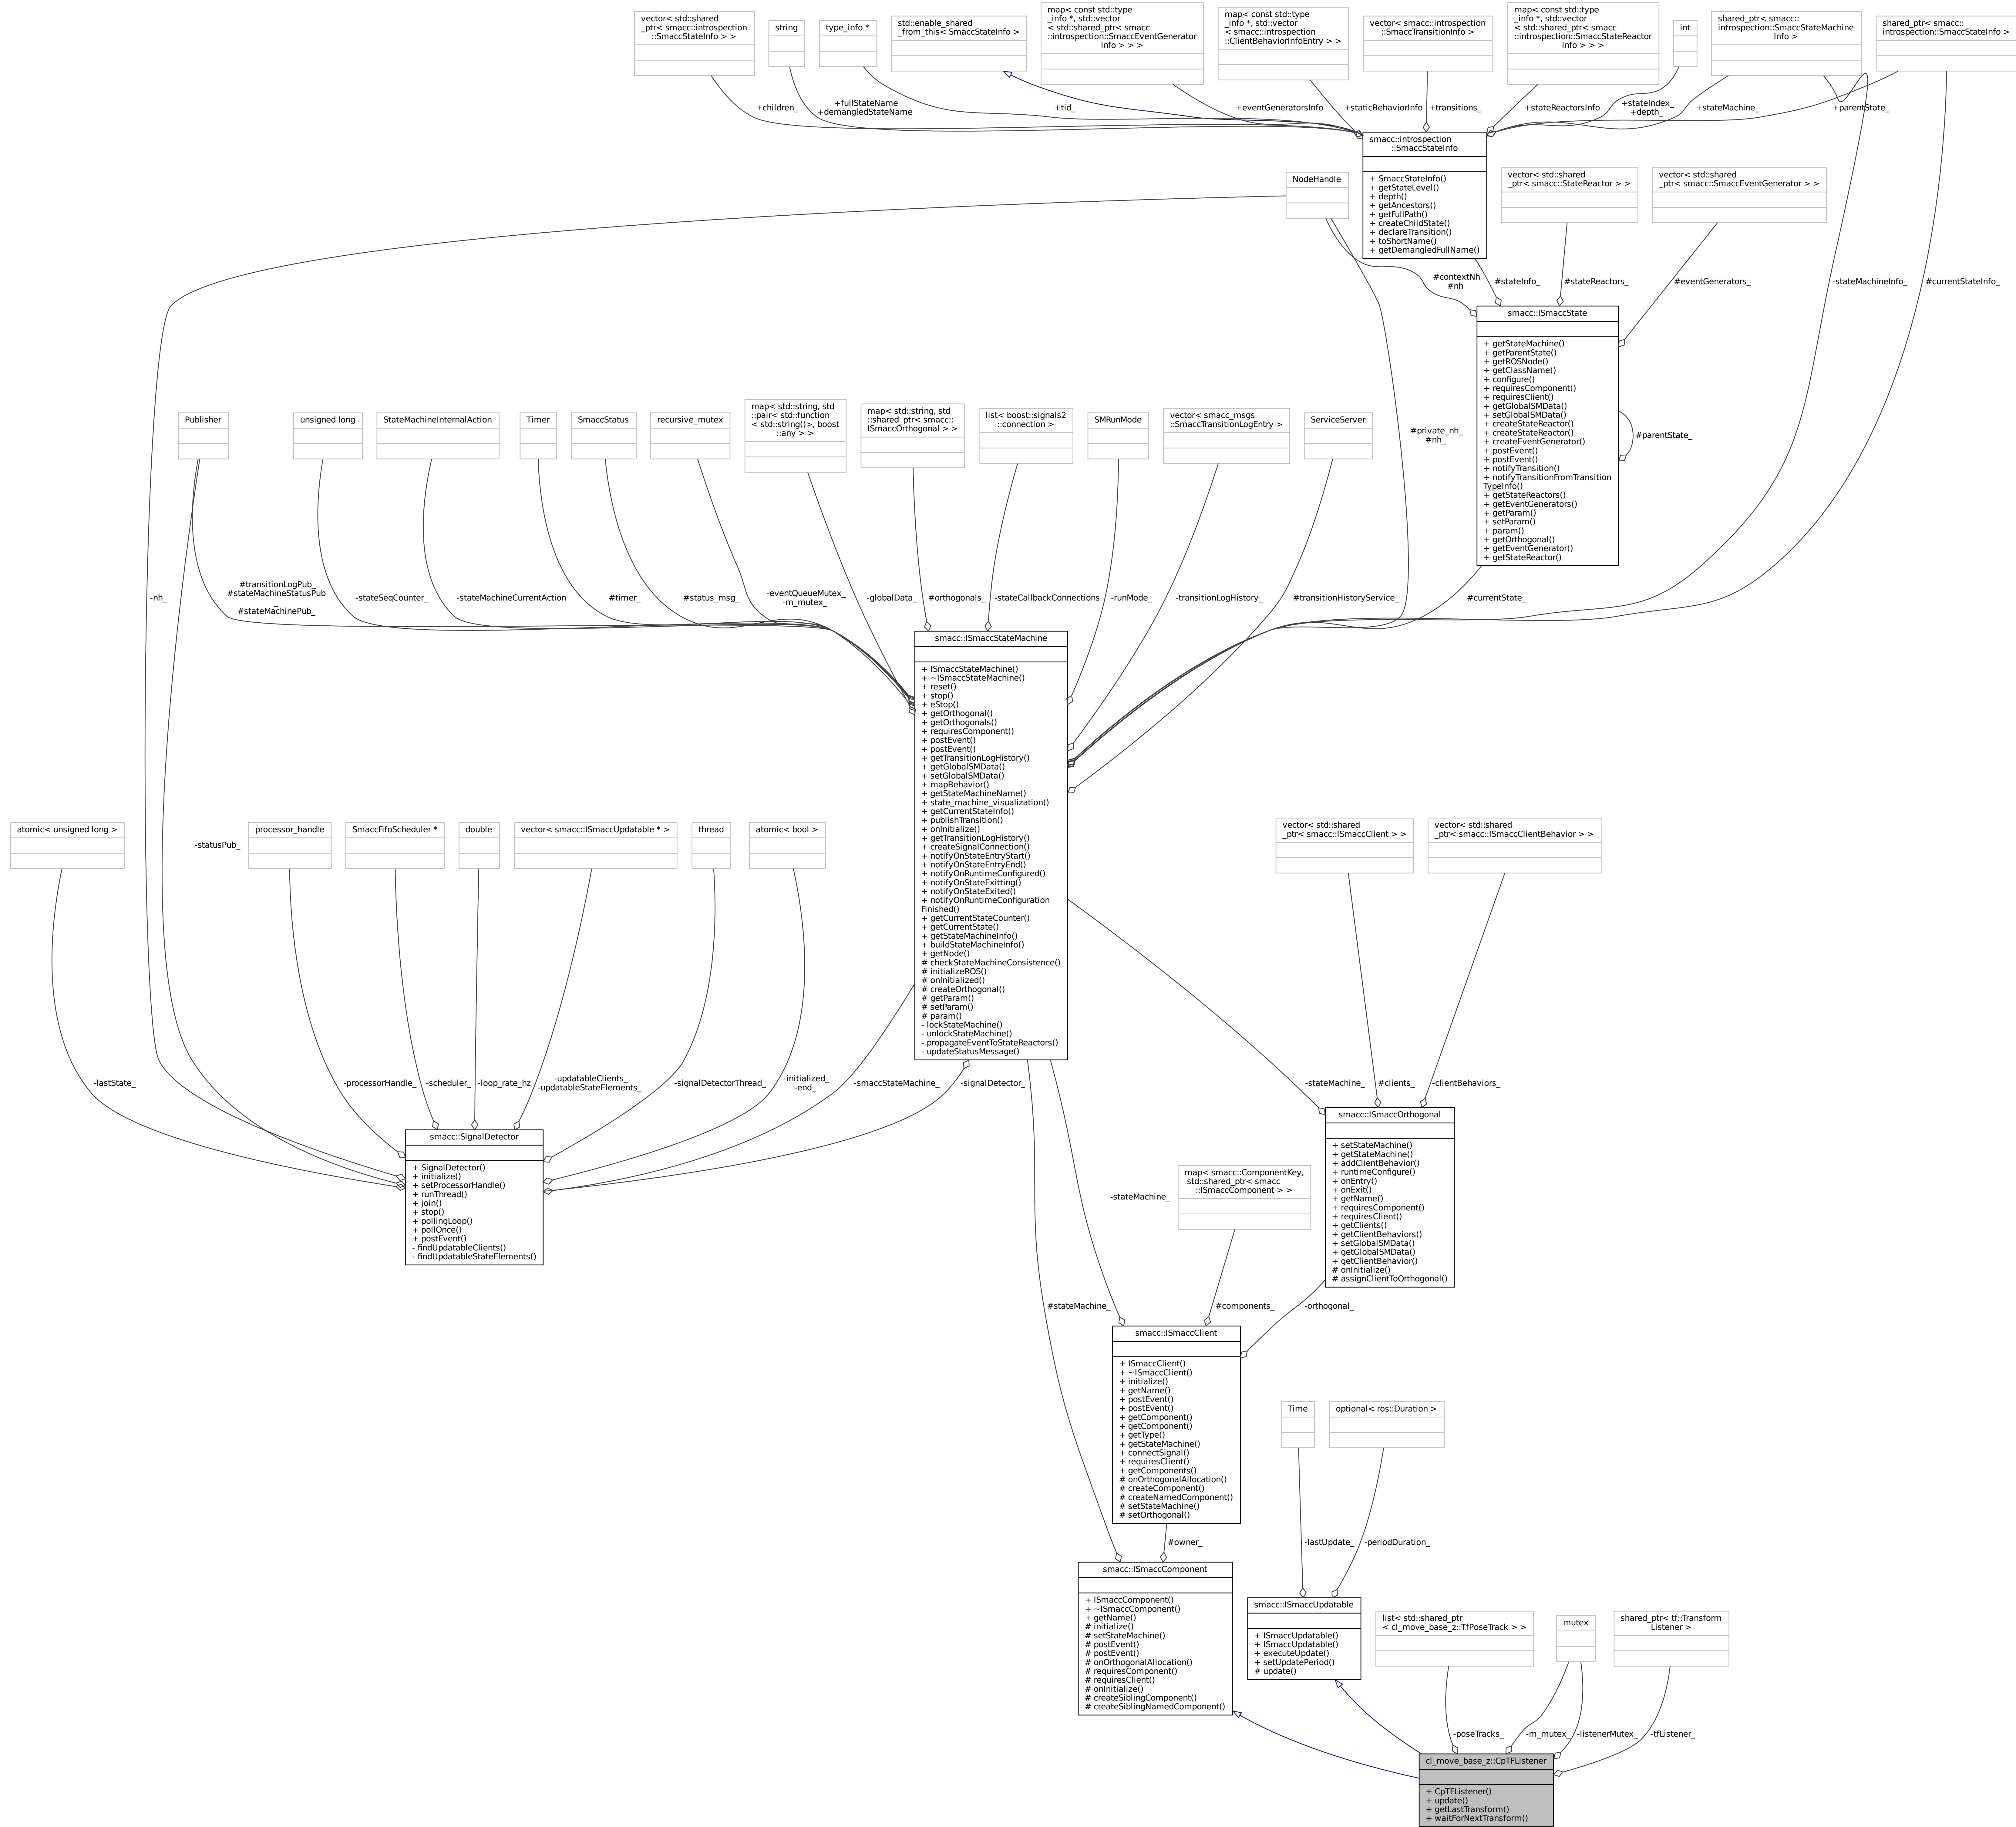 vector< std::shared
_ptr< smacc::introspection
::SmaccStateInfo > >
string
type_info *
std::enable_shared
_from_this< SmaccStateInfo >
map< const std::type
_info *, std::vector
< std::shared_ptr< smacc
::introspection::SmaccEventGenerator
Info > > >
map< const std::type
_info *, std::vector
< smacc::introspection
::ClientBehaviorInfoEntry > >
vector< smacc::introspection
::SmaccTransitionInfo >
map< const std::type
_info *, std::vector
< std::shared_ptr< smacc
::introspection::SmaccStateReactor
Info > > >
int
shared_ptr< smacc::
introspection::SmaccStateMachine
Info >
shared_ptr< smacc::
introspection::SmaccStateInfo >
+children_
+fullStateName
+demangledStateName
+tid_
+eventGeneratorsInfo
+staticBehaviorInfo
+transitions_
+stateReactorsInfo
+stateIndex_
+depth_
+stateMachine_
+parentState_
smacc::introspection
::SmaccStateInfo
+ SmaccStateInfo()
+ getStateLevel()
+ depth()
+ getAncestors()
+ getFullPath()
+ createChildState()
+ declareTransition()
+ toShortName()
+ getDemangledFullName()
NodeHandle
vector< std::shared
_ptr< smacc::StateReactor > >
vector< std::shared
_ptr< smacc::SmaccEventGenerator > >
#contextNh
#nh
#stateInfo_
#stateReactors_
#eventGenerators_
-stateMachineInfo_
#currentStateInfo_
smacc::ISmaccState
+ getStateMachine()
+ getParentState()
+ getROSNode()
+ getClassName()
+ configure()
+ requiresComponent()
+ requiresClient()
+ getGlobalSMData()
+ setGlobalSMData()
+ createStateReactor()
+ createStateReactor()
+ createEventGenerator()
+ postEvent()
+ postEvent()
+ notifyTransition()
+ notifyTransitionFromTransition
TypeInfo()
+ getStateReactors()
+ getEventGenerators()
+ getParam()
+ setParam()
+ param()
+ getOrthogonal()
+ getEventGenerator()
+ getStateReactor()
#parentState_
Publisher
unsigned long
StateMachineInternalAction
Timer
SmaccStatus
recursive_mutex
map< std::string, std
::pair< std::function
< std::string()>, boost
::any > >
map< std::string, std
::shared_ptr< smacc::
ISmaccOrthogonal > >
list< boost::signals2
::connection >
SMRunMode
vector< smacc_msgs
::SmaccTransitionLogEntry >
ServiceServer
#private_nh_
#nh_
-nh_
#transitionLogPub_
#stateMachineStatusPub
_
#stateMachinePub_
-stateSeqCounter_
-stateMachineCurrentAction
#timer_
#status_msg_
-eventQueueMutex_
-m_mutex_
-globalData_
#orthogonals_
-stateCallbackConnections
-runMode_
-transitionLogHistory_
#transitionHistoryService_
#currentState_
smacc::ISmaccStateMachine
+ ISmaccStateMachine()
+ ~ISmaccStateMachine()
+ reset()
+ stop()
+ eStop()
+ getOrthogonal()
+ getOrthogonals()
+ requiresComponent()
+ postEvent()
+ postEvent()
+ getTransitionLogHistory()
+ getGlobalSMData()
+ setGlobalSMData()
+ mapBehavior()
+ getStateMachineName()
+ state_machine_visualization()
+ getCurrentStateInfo()
+ publishTransition()
+ onInitialize()
+ getTransitionLogHistory()
+ createSignalConnection()
+ notifyOnStateEntryStart()
+ notifyOnStateEntryEnd()
+ notifyOnRuntimeConfigured()
+ notifyOnStateExitting()
+ notifyOnStateExited()
+ notifyOnRuntimeConfiguration
Finished()
+ getCurrentStateCounter()
+ getCurrentState()
+ getStateMachineInfo()
+ buildStateMachineInfo()
+ getNode()
# checkStateMachineConsistence()
# initializeROS()
# onInitialized()
# createOrthogonal()
# getParam()
# setParam()
# param()
- lockStateMachine()
- unlockStateMachine()
- propagateEventToStateReactors()
- updateStatusMessage()
atomic< unsigned long >
-statusPub_
processor_handle
SmaccFifoScheduler *
double
vector< smacc::ISmaccUpdatable * >
thread
atomic< bool >
vector< std::shared
_ptr< smacc::ISmaccClient > >
vector< std::shared
_ptr< smacc::ISmaccClientBehavior > >
-lastState_
-processorHandle_
-scheduler_
-loop_rate_hz
-updatableClients_
-updatableStateElements_
-signalDetectorThread_
-initialized_
-end_
-smaccStateMachine_
-signalDetector_
-stateMachine_
#clients_
-clientBehaviors_
smacc::SignalDetector
+ SignalDetector()
+ initialize()
+ setProcessorHandle()
+ runThread()
+ join()
+ stop()
+ pollingLoop()
+ pollOnce()
+ postEvent()
- findUpdatableClients()
- findUpdatableStateElements()
smacc::ISmaccOrthogonal
+ setStateMachine()
+ getStateMachine()
+ addClientBehavior()
+ runtimeConfigure()
+ onEntry()
+ onExit()
+ getName()
+ requiresComponent()
+ requiresClient()
+ getClients()
+ getClientBehaviors()
+ setGlobalSMData()
+ getGlobalSMData()
+ getClientBehavior()
# onInitialize()
# assignClientToOrthogonal()
map< smacc::ComponentKey,
std::shared_ptr< smacc
::ISmaccComponent > >
-stateMachine_
#stateMachine_
#components_
-orthogonal_
smacc::ISmaccClient
+ ISmaccClient()
+ ~ISmaccClient()
+ initialize()
+ getName()
+ postEvent()
+ postEvent()
+ getComponent()
+ getComponent()
+ getType()
+ getStateMachine()
+ connectSignal()
+ requiresClient()
+ getComponents()
# onOrthogonalAllocation()
# createComponent()
# createNamedComponent()
# setStateMachine()
# setOrthogonal()
Time
optional< ros::Duration >
#owner_
-lastUpdate_
-periodDuration_
smacc::ISmaccComponent
+ ISmaccComponent()
+ ~ISmaccComponent()
+ getName()
# initialize()
# setStateMachine()
# postEvent()
# postEvent()
# onOrthogonalAllocation()
# requiresComponent()
# requiresClient()
# onInitialize()
# createSiblingComponent()
# createSiblingNamedComponent()
smacc::ISmaccUpdatable
+ ISmaccUpdatable()
+ ISmaccUpdatable()
+ executeUpdate()
+ setUpdatePeriod()
# update()
list< std::shared_ptr
< cl_move_base_z::TfPoseTrack > >
mutex
shared_ptr< tf::Transform
Listener >
-poseTracks_
-m_mutex_
-listenerMutex_
-tfListener_
cl_move_base_z::CpTFListener
+ CpTFListener()
+ update()
+ getLastTransform()
+ waitForNextTransform()